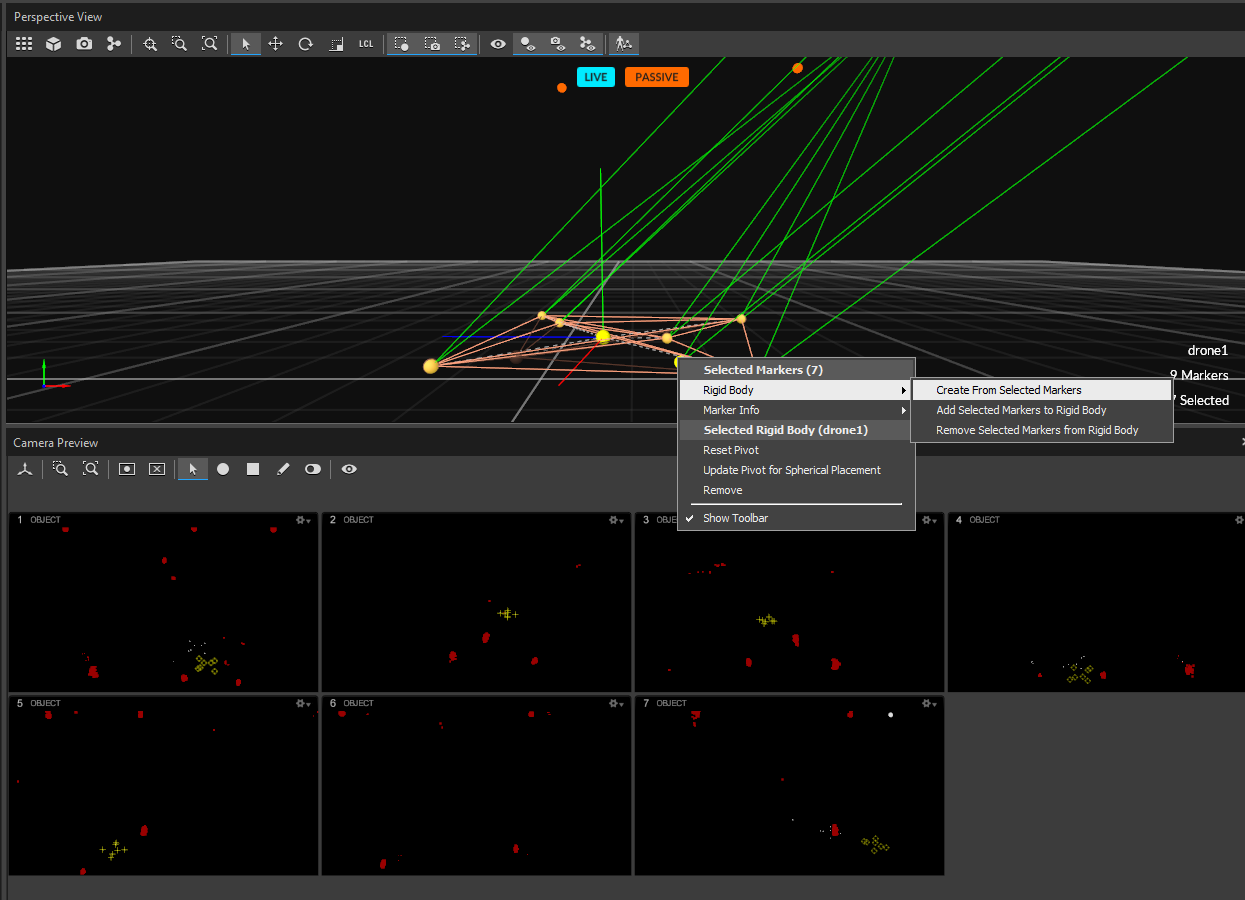 Perspective View
LCL
LIVE
PASSIVE
drone1
9 Markers
Selected
Selected Markers (7)
Rigid Body
Marker Info
Selected Rigid Body (drone1)
Reset Pivot
Update Pivot for Spherical Placement
Remove
Show Toolbar
Create From Selected Markers
Add Selected Markers to Rigid Body
Remove Selected Markers from Rigid Body
Camera Preview
1 OBJECT
2 OBJECT
3 OBJE
4 OBJECT
5 OBJECT
6 OBJECT
7 OBJECT